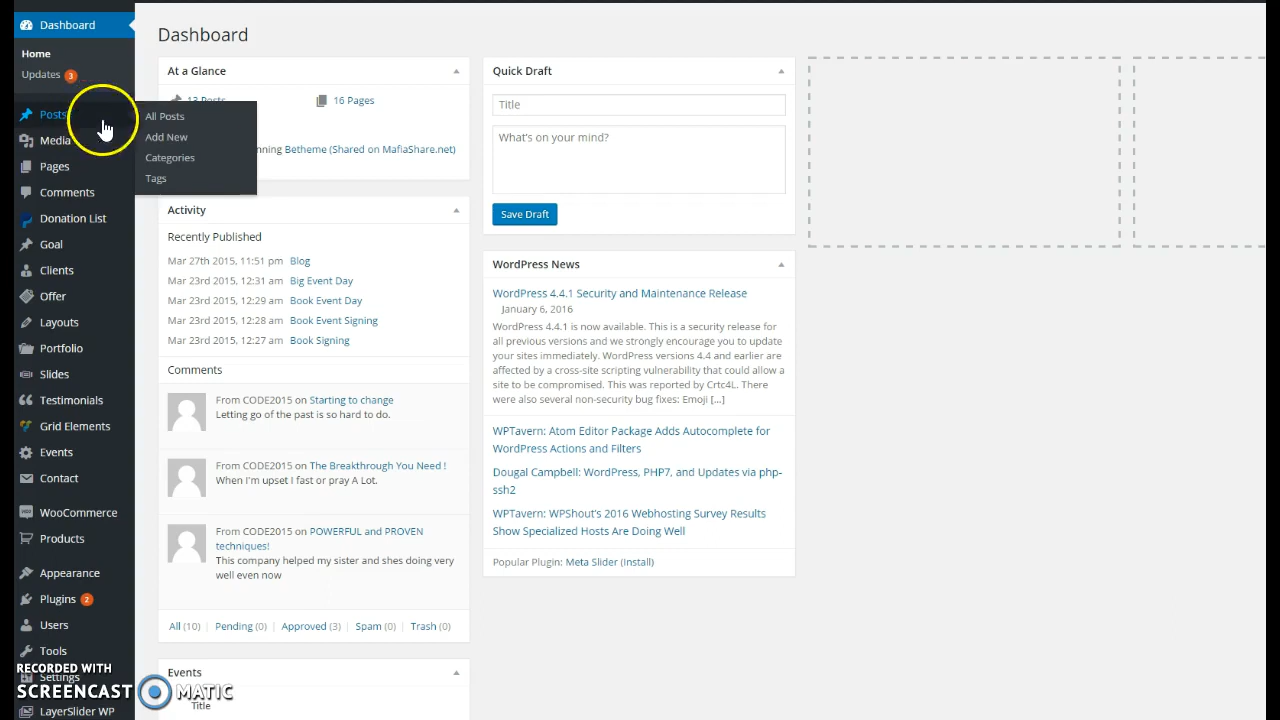 Dashboard
Home
Updates 3
Posts
Media
Pages
Comments
Donation List
Goal
Clients
Offer
Layouts
Portfolio
Slides
Testimonials
Grid Elements
Events
Contact
WooCommerce
Products
Appearance
Plugins 2
Users
Tools
Settings
LayerSlider WP
RECORDED WITH
SCREENCAST MATIC
All Posts
Add New
Categories
Tags
Dashboard
At a Glance
13 Posts
16 Pages
nning Betheme (Shared on MafiaShare.net)
Activity
Recently Published
Mar 27th 2015, 11:51 pm Blog
Mar 23rd 2015, 12:31 am Big Event Day
Mar 23rd 2015, 12:29 am Book Event Day
Mar 23rd 2015, 12:28 am Book Event Signing
Mar 23rd 2015, 12:27 am Book Signing
Comments
From CODE2015 on Starting to change
Letting go of the past is so hard to do.
From CODE2015 on The Breakthrough You Need !
When I'm upset I fast or pray A Lot.
From CODE2015 on POWERFUL and PROVEN
techniques!
This company helped my sister and shes doing very
well even now
All (10) | Pending (0) | Approved (3) | Spam (0) | Trash (0)
Events
Title
Quick Draft
Title
What's on your mind?
Save Draft
WordPress News
WordPress 4.4.1 Security and Maintenance Release
January 6, 2016
WordPress 4.4.1 is now available. This is a security release for
all previous versions and we strongly encourage you to update
your sites immediately. WordPress versions 4.4 and earlier are
affected by a cross-site scripting vulnerability that could allow a
site to be compromised. This was reported by Crtc4L. There
were also several non-security bug fixes: Emoji […]
WPTavern: Atom Editor Package Adds Autocomplete for
WordPress Actions and Filters
Dougal Campbell: WordPress, PHP7, and Updates via php-
ssh2
WPTavern: WPShout's 2016 Webhosting Survey Results
Show Specialized Hosts Are Doing Well
Popular Plugin: Meta Slider (Install)